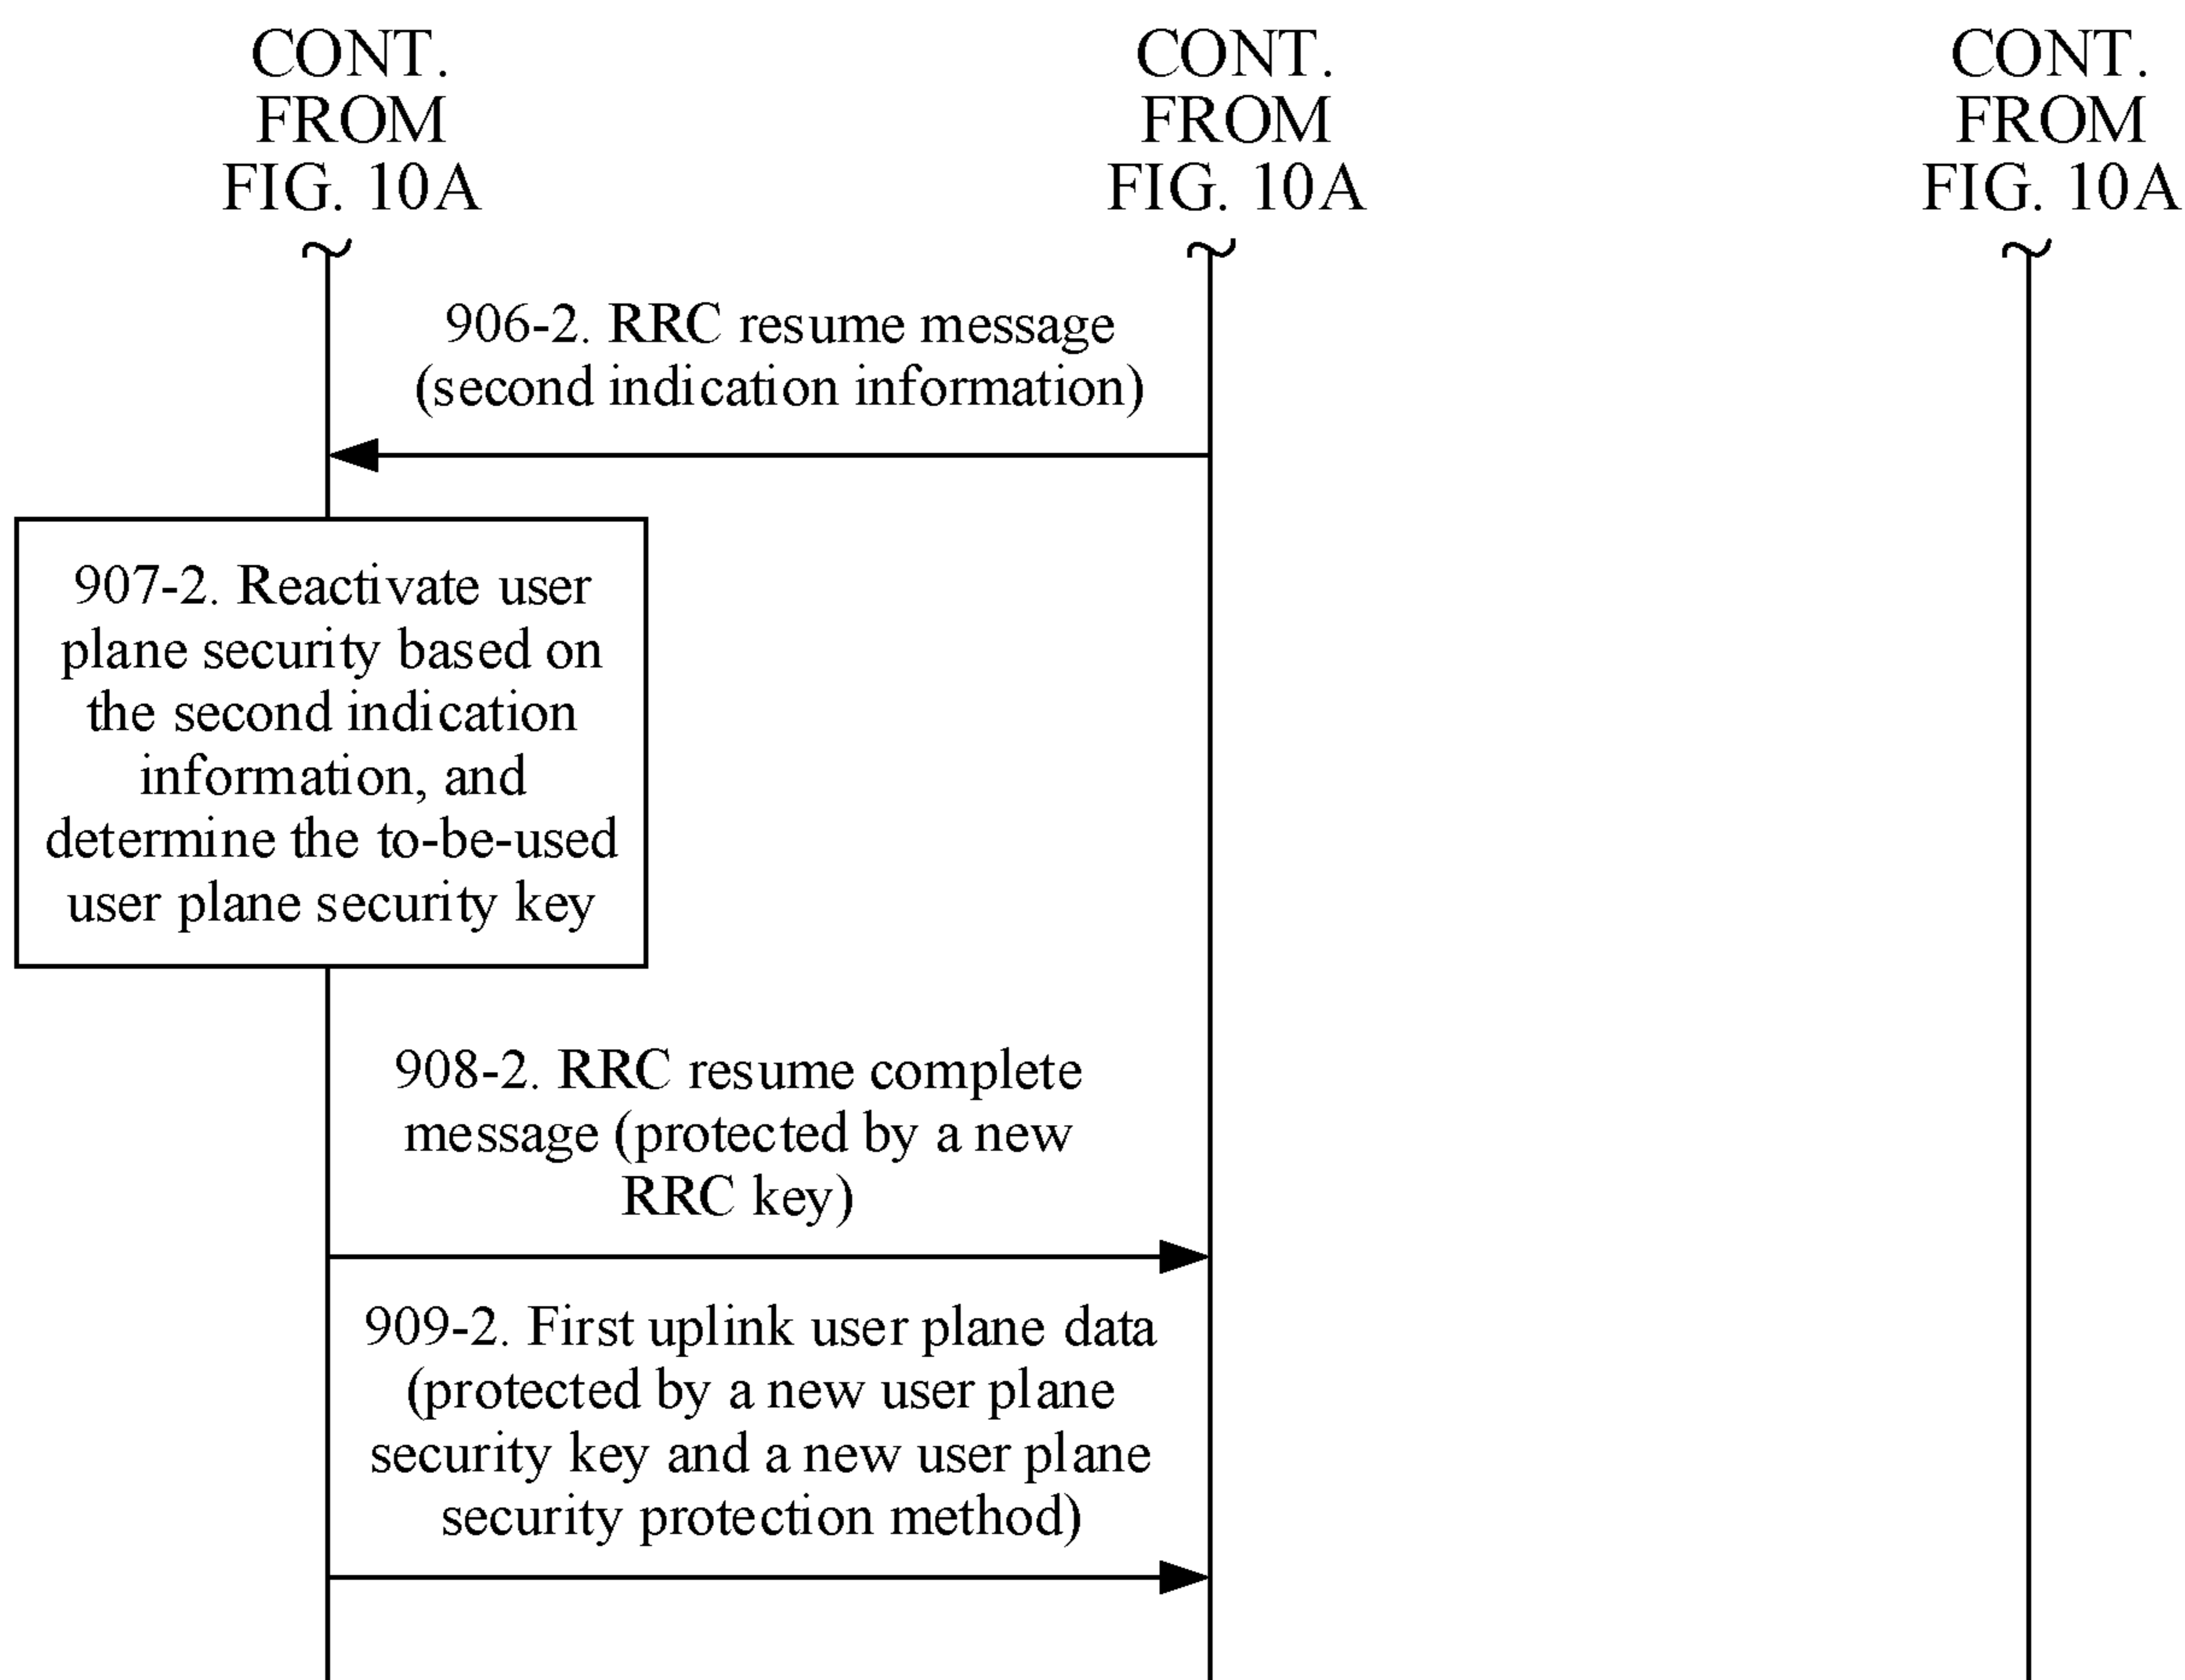 CONT.
FROM
FIG. 10A
CONT.
FROM
FIG. 10A
CONT.
FROM
FIG. 10A
906-2. RRC resume message
(second indication information)
907-2. Reactivate user
plane security based on
the second indication
information, and
determine the to-be-used
user plane security key
908-2. RRC resume complete
message (protected by a new
RRC key)
909-2. First uplink user plane data
(protected by a new user plane
security key and a new user plane
security protection method)